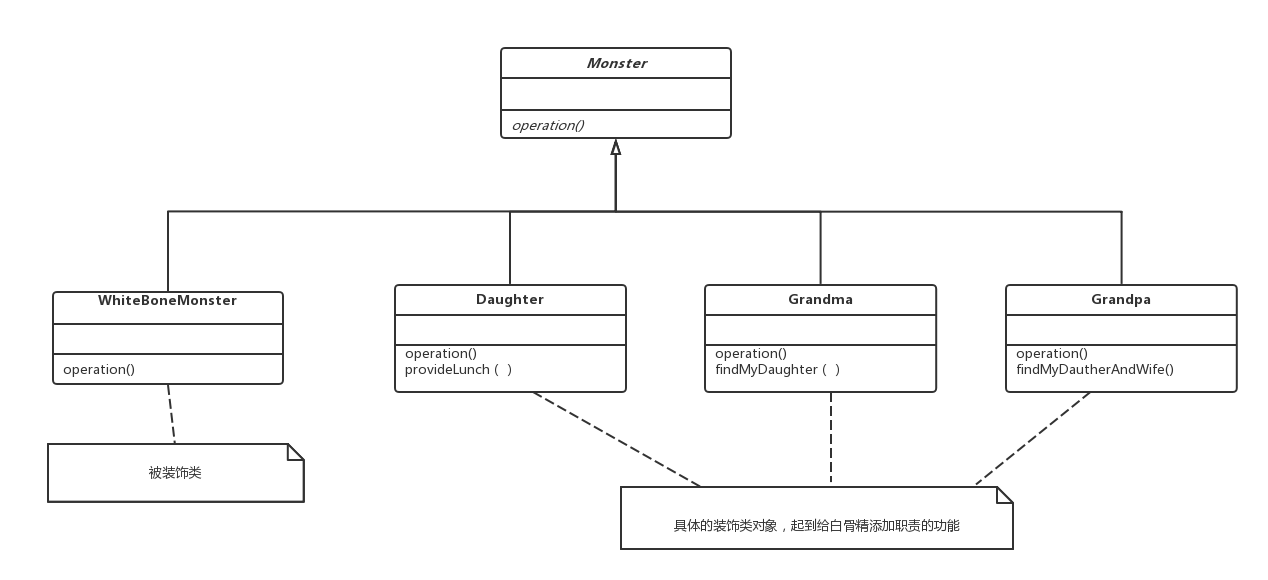 Monster
operation()
WhiteBoneMonster
operation()
Daughter
operation()
provideLunch（ ）
Grandma
operation()
findMyDaughter（ ）
Grandpa
operation()
findMyDautherAndWife()
被装饰类
具体的装饰类对象，起到给白骨精添加职责的功能